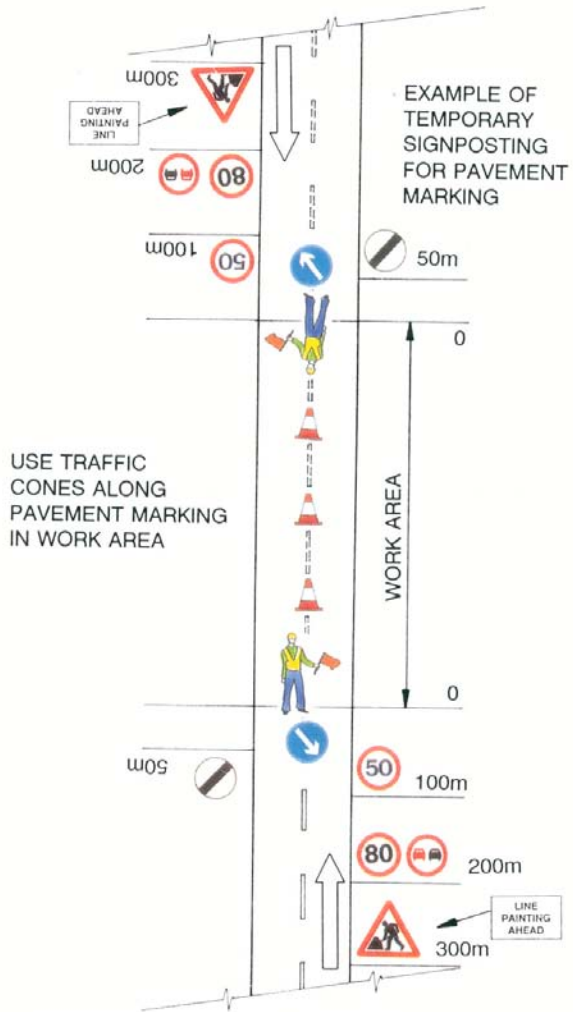 300m
LINE
PAINTING
AHEAD
EXAMPLE OF
TEMPORARY
SIGNPOSTING
FOR PAVEMENT
MARKING
200m
80
100m
50
50m
0
USE TRAFFIC
CONES ALONG
PAVEMENT MARKING
IN WORK AREA
WORK AREA
0
50m
50
100m
80
200m
LINE
PAINTING
AHEAD
300m